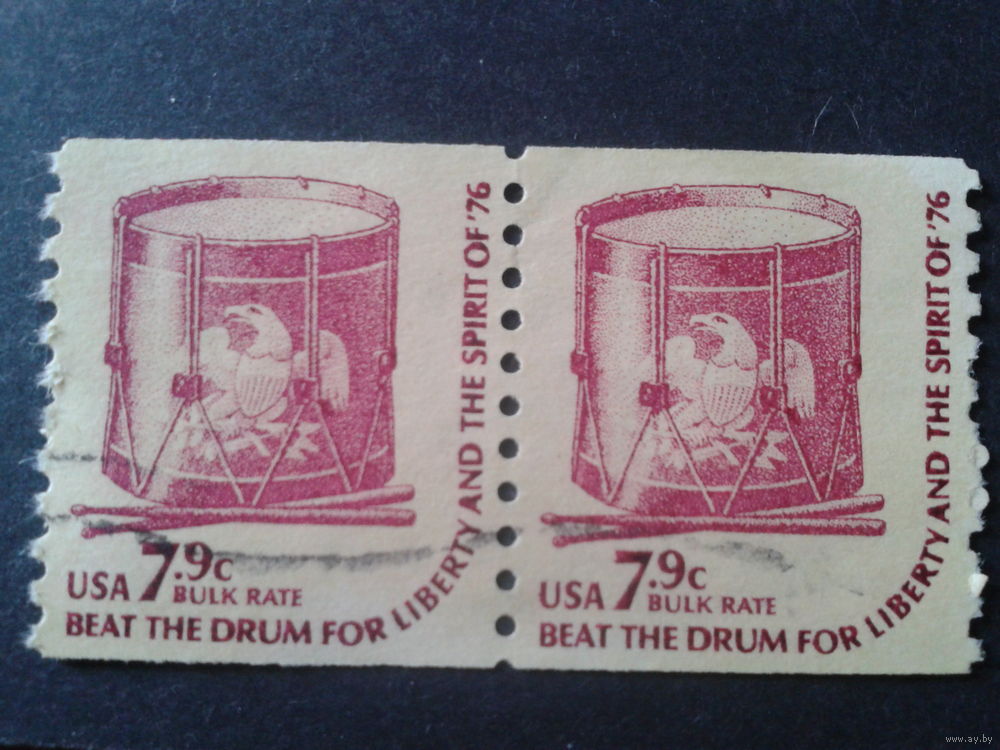 USA 7.9c
BULK RATE
BEAT THE DRUM FOR LIBERTY AND THE SPIRIT OF '76
USA 7.9c
BULK RATE
BEAT THE DRUM FOR LIBERTY AND THE SPIRIT OF '76
www.ay.by